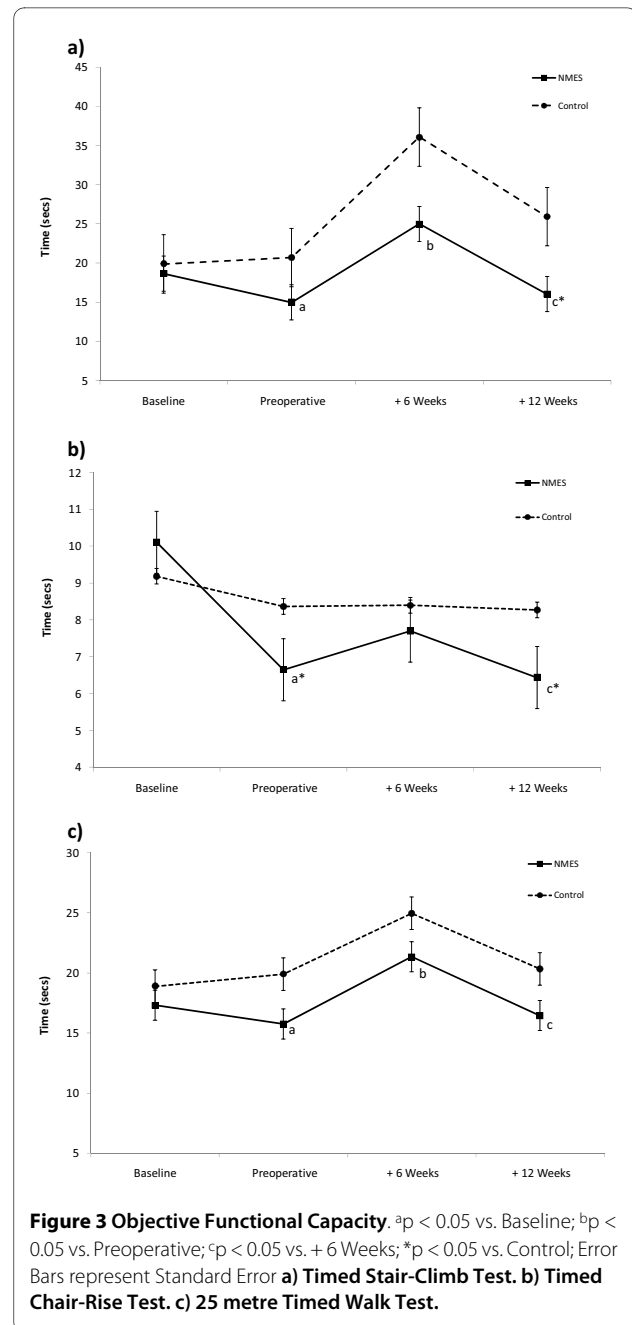 a)
45
40
35
30
25
20
15
10
5
Time (secs)
NMES
Control
a
b
c*
Baseline Preoperative + 6 Weeks + 12 Weeks
b)
12
11
10
9
8
7
6
5
4
Time (secs)
NMES
Control
a*
c*
Baseline Preoperative + 6 Weeks + 12 Weeks
c)
30
25
20
15
10
5
Time (secs)
NMES
Control
a
b
c
Baseline Preoperative + 6 Weeks + 12 Weeks
Figure 3 Objective Functional Capacity. ᵃp < 0.05 vs. Baseline; ᵇp <
0.05 vs. Preoperative; ᶜp < 0.05 vs. + 6 Weeks; *p < 0.05 vs. Control; Error
Bars represent Standard Error a) Timed Stair-Climb Test. b) Timed
Chair-Rise Test. c) 25 metre Timed Walk Test.